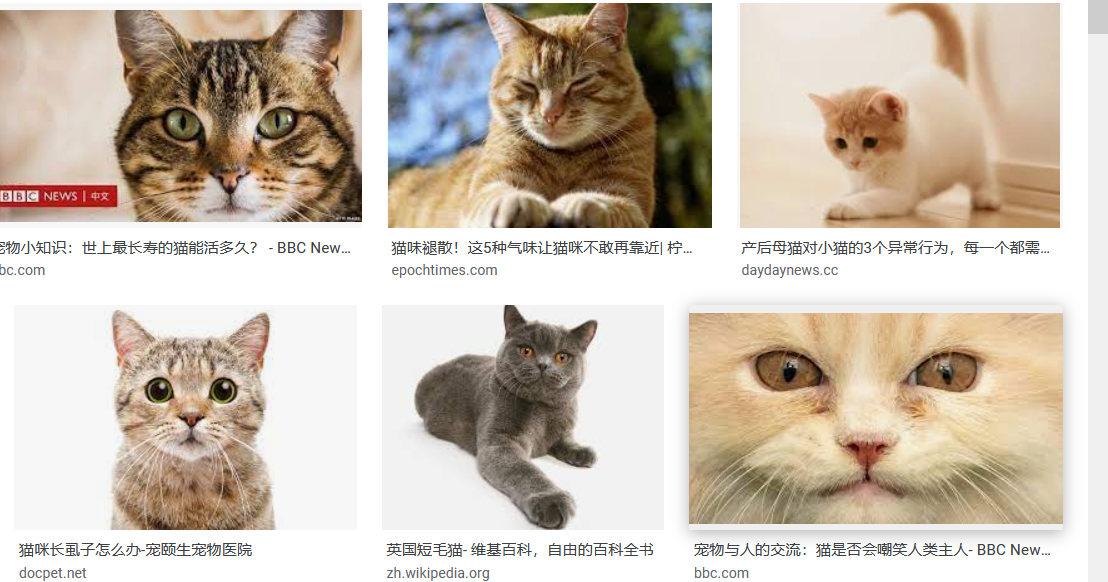 BBC NEWS | 中文
宠物小知识：世上最长寿的猫能活多久？ - BBC New...
bbc.com
猫味褪散！这5种气味让猫咪不敢再靠近| 柠...
epochtimes.com
产后母猫对小猫的3个异常行为，每一个都需...
daydaynews.cc
猫咪长虱子怎么办-宠颐生宠物医院
docpet.net
英国短毛猫- 维基百科，自由的百科全书
zh.wikipedia.org
宠物与人的交流：猫是否会嘲笑人类主人- BBC New...
bbc.com